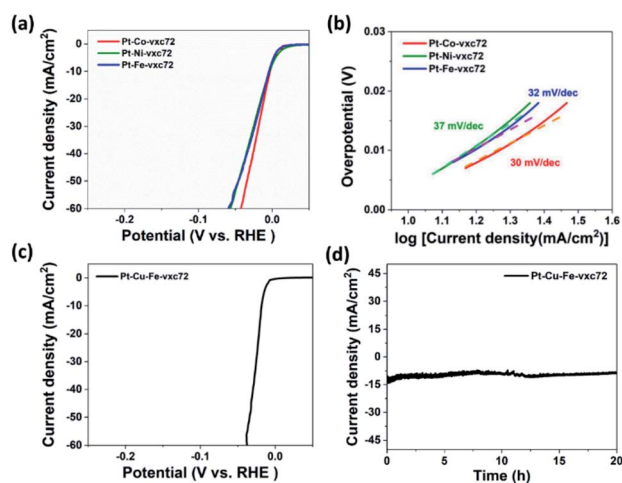 (a)
Current density (mA/cm²)
0
-10
-20
-30
-40
-50
-60
Pt-Co-vxc72
Pt-Ni-vxc72
Pt-Fe-vxc72
-0.2
-0.1
0.0
Potential (V vs. RHE )
(b)
Overpotential (V)
0.03
0.02
0.01
0.00
Pt-Co-vxc72
Pt-Ni-vxc72
Pt-Fe-vxc72
32 mV/dec
37 mV/dec
30 mV/dec
1.0
1.1
1.2
1.3
1.4
1.5
1.6
log [Current density(mA/cm²)]
(c)
Current density (mA/cm²)
0
-10
-20
-30
-40
-50
-60
Pt-Cu-Fe-vxc72
-0.2
-0.1
0.0
Potential (V vs. RHE )
(d)
Current density (mA/cm²)
45
30
15
0
-15
-30
-45
Pt-Cu-Fe-vxc72
0
5
10
15
20
Time (h)